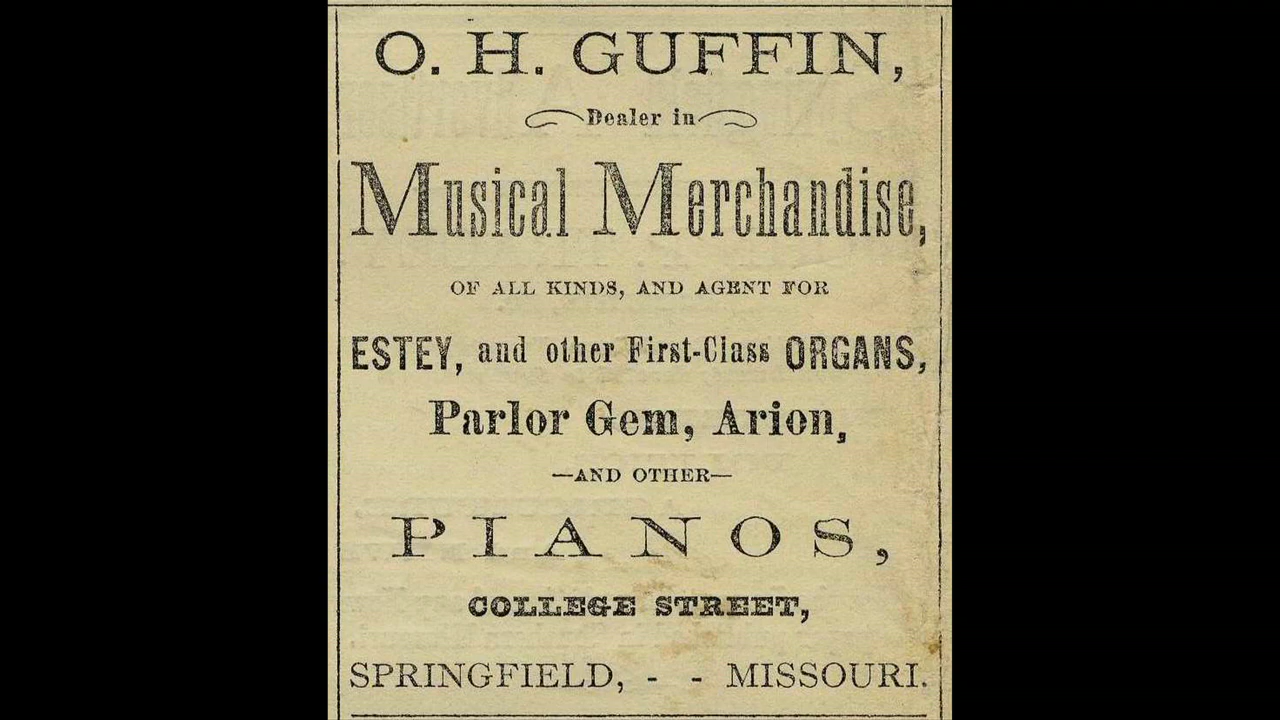 O. H. GUFFIN,
Dealer in
Musical Merchandise,
OF ALL KINDS, AND AGENT FOR
ESTEY, and other First-Class ORGANS,
Parlor Gem, Arion,
—AND OTHER—
PIANOS,
COLLEGE STREET,
SPRINGFIELD, - - MISSOURI.